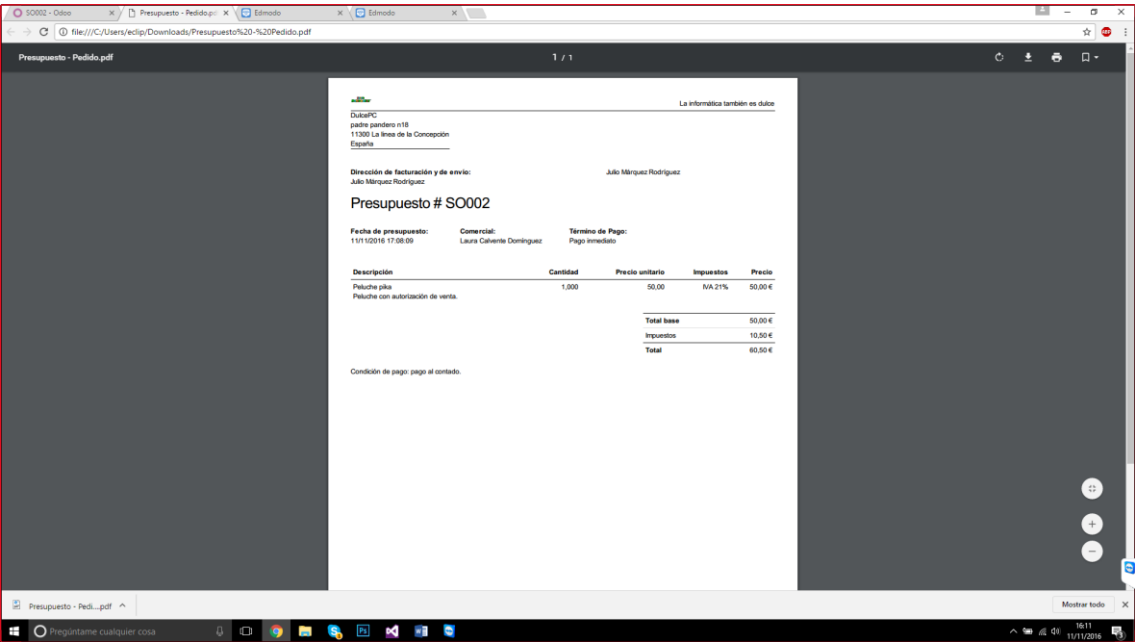 SO002 - Odoo
Presupuesto - Pedido.pd
Edmodo
Edmodo
file:///C:/Users/eclip/Downloads/Presupuesto%20-%20Pedido.pdf
ABP
Presupuesto - Pedido.pdf
1 / 1
La informática también es dulce
DulcePC
padre pandero n18
11300 La linea de la Concepción
España
Dirección de facturación y de envío:
Julio Márquez Rodríguez
Julio Márquez Rodríguez
Presupuesto # SO002
Fecha de presupuesto: Comercial: Término de Pago:
11/11/2016 17:08:09 Laura Calvente Domínguez Pago inmediato
Descripción Cantidad Precio unitario Impuestos Precio
Peluche pika 1,000 50,00 IVA 21% 50,00 €
Peluche con autorización de venta.
Total base 50,00 €
Impuestos 10,50 €
Total 60,50 €
Condición de pago: pago al contado.
Presupuesto - Pedi....pdf
Mostrar todo
Pregúntame cualquier cosa
16:11
11/11/2016